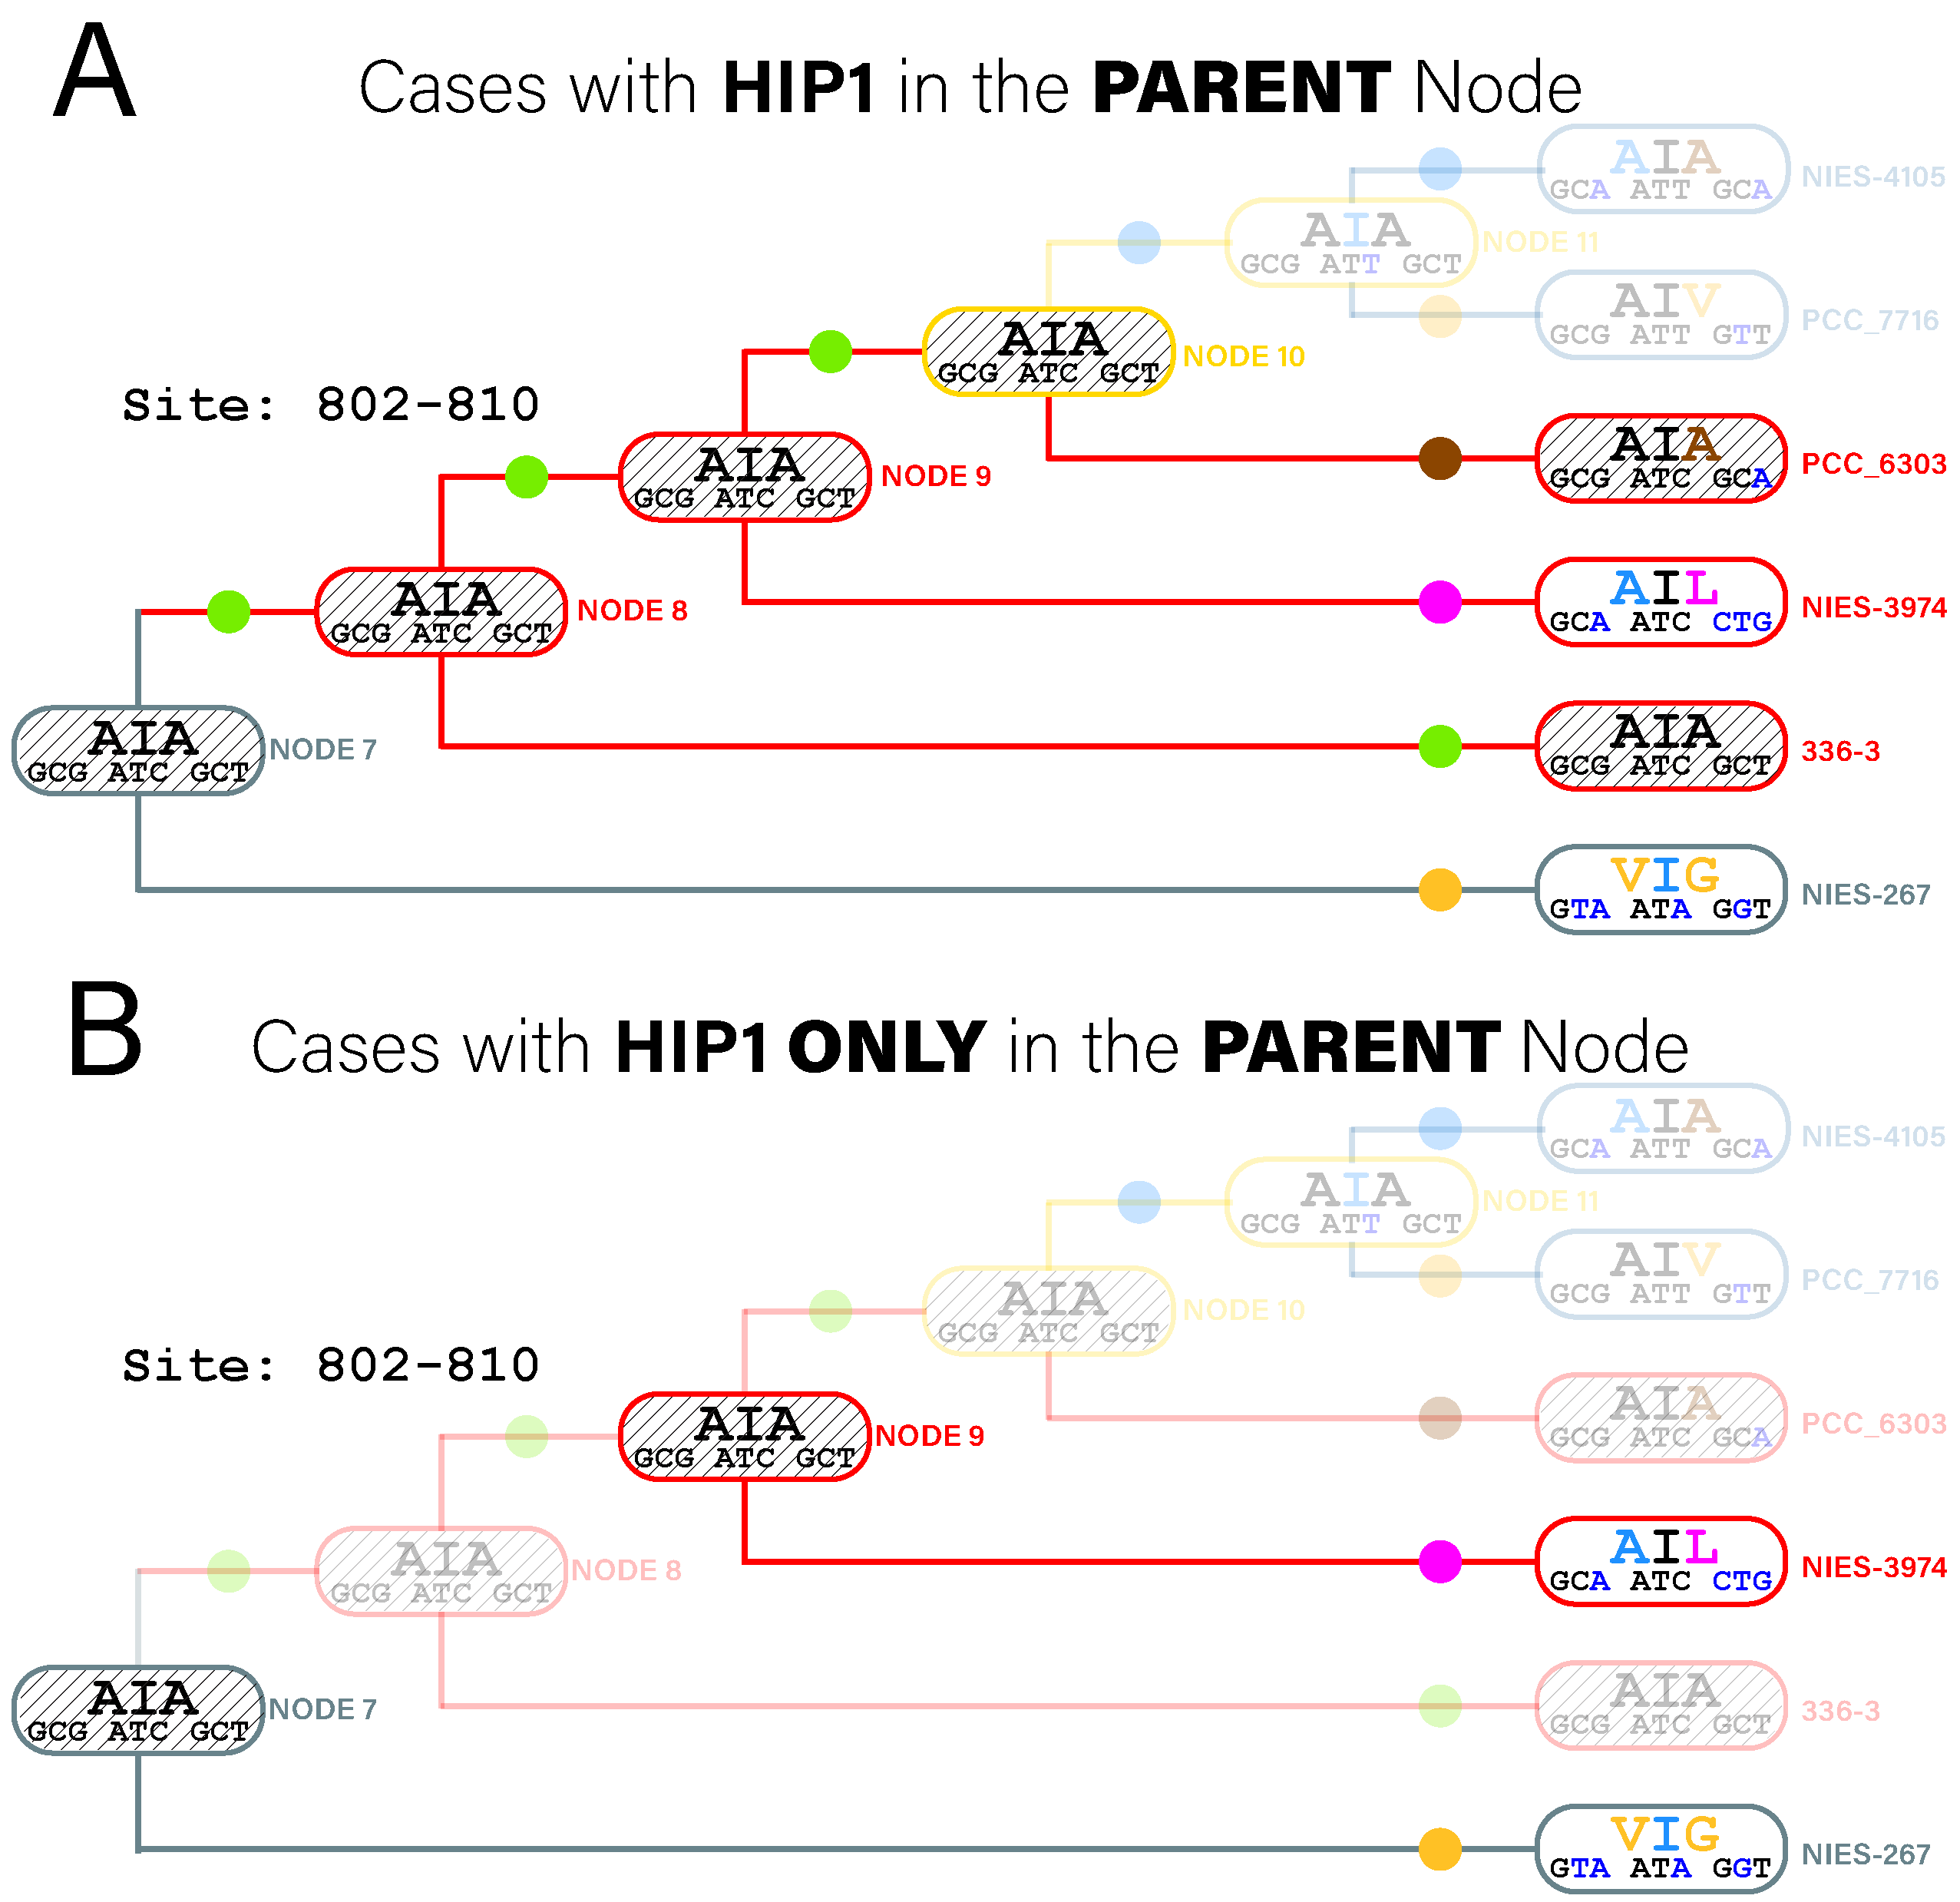 A
Cases with HIP1 in the PARENT Node
AIA
GCA ATT GCA
NIES-4105
AIA
GCG ATT GCT
NODE 11
AIV
GCG ATT GTT
PCC_7716
AIA
GCG ATC GCT
NODE 10
Site: 802-810
AIA
GCG ATC GCA
PCC_6303
AIA
GCG ATC GCT
NODE 9
AIL
GCA ATC CTG
NIES-3974
AIA
GCG ATC GCT
NODE 8
AIA
GCG ATC GCT
336-3
AIA
GCG ATC GCT
NODE 7
VIG
GTA ATA GGT
NIES-267
B
Cases with HIP1 ONLY in the PARENT Node
AIA
GCA ATT GCA
NIES-4105
AIA
GCG ATT GCT
NODE 11
AIV
GCG ATT GTT
PCC_7716
AIA
GCG ATC GCT
NODE 10
Site: 802-810
AIA
GCG ATC GCA
PCC_6303
AIA
GCG ATC GCT
NODE 9
AIL
GCA ATC CTG
NIES-3974
AIA
GCG ATC GCT
NODE 8
AIA
GCG ATC GCT
336-3
AIA
GCG ATC GCT
NODE 7
VIG
GTA ATA GGT
NIES-267